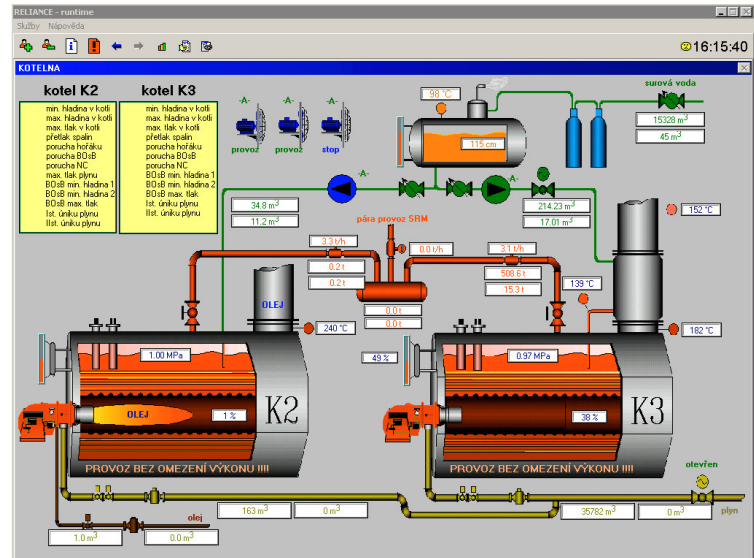 RELIANCE - runtime
Služby Nápověda
16:15:40
KOTELNA
kotel K2
min. hladina v kotli
max. hladina v kotli
max. tlak v kotli
přetlak spalin
porucha hořáku
porucha BOsB
porucha NC
max. tlak plynu
BOsB min. hladina 1
BOsB min. hladina 2
BOsB max. tlak
Ist. úniku plynu
IIst. úniku plynu
kotel K3
min. hladina v kotli
max. hladina v kotli
max. tlak v kotli
přetlak spalin
porucha hořáku
porucha BOsB
porucha NC
max. tlak plynu
BOsB min. hladina 1
BOsB min. hladina 2
BOsB max. tlak
Ist. úniku plynu
IIst. úniku plynu
-A- -A- -A-
provoz provoz stop
98 °C
115 cm
surová voda
15328 m3
45 m3
-A- -A-
34.8 m3
11.2 m3
214.23 m3
17.01 m3
152 °C
pára provoz SRM
3.3 t/h
0.2 t
0.2 t
0.0 t/h
3.1 t/h
508.6 t
15.3 t
0.0 t
0.0 t
139 °C
OLEJ
240 °C
182 °C
1.00 MPa
49 %
0.97 MPa
OLEJ
1 %
K2
38 %
K3
PROVOZ BEZ OMEZENÍ VÝKONU !!!!
PROVOZ BEZ OMEZENÍ VÝKONU !!!!
otevřen
163 m3
0 m3
35782 m3
0 m3
plyn
olej
1.0 m3
0.0 m3